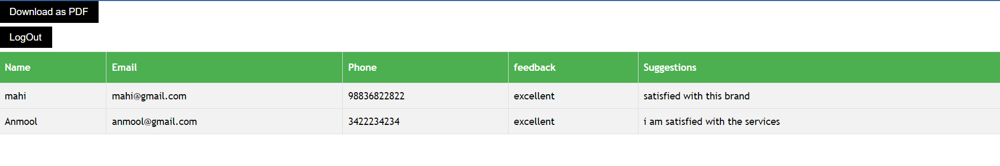 Download as PDF
LogOut
Name Email Phone feedback Suggestions
mahi mahi@gmail.com 98836822822 excellent satisfied with this brand
Anmool anmool@gmail.com 3422234234 excellent i am satisfied with the services